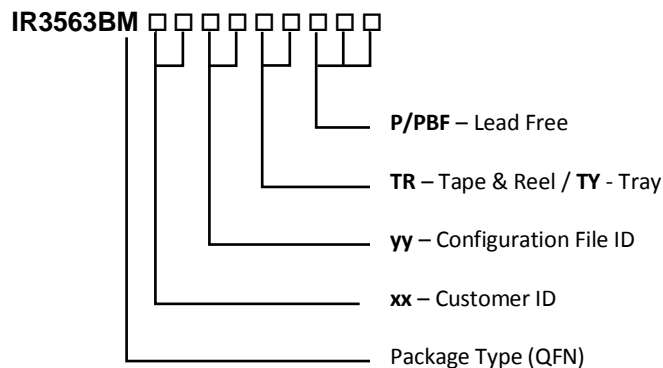 IR3563BM □ □ □ □ □ □ □ □ □
P/PBF – Lead Free
TR – Tape & Reel / TY - Tray
yy – Configuration File ID
xx – Customer ID
Package Type (QFN)